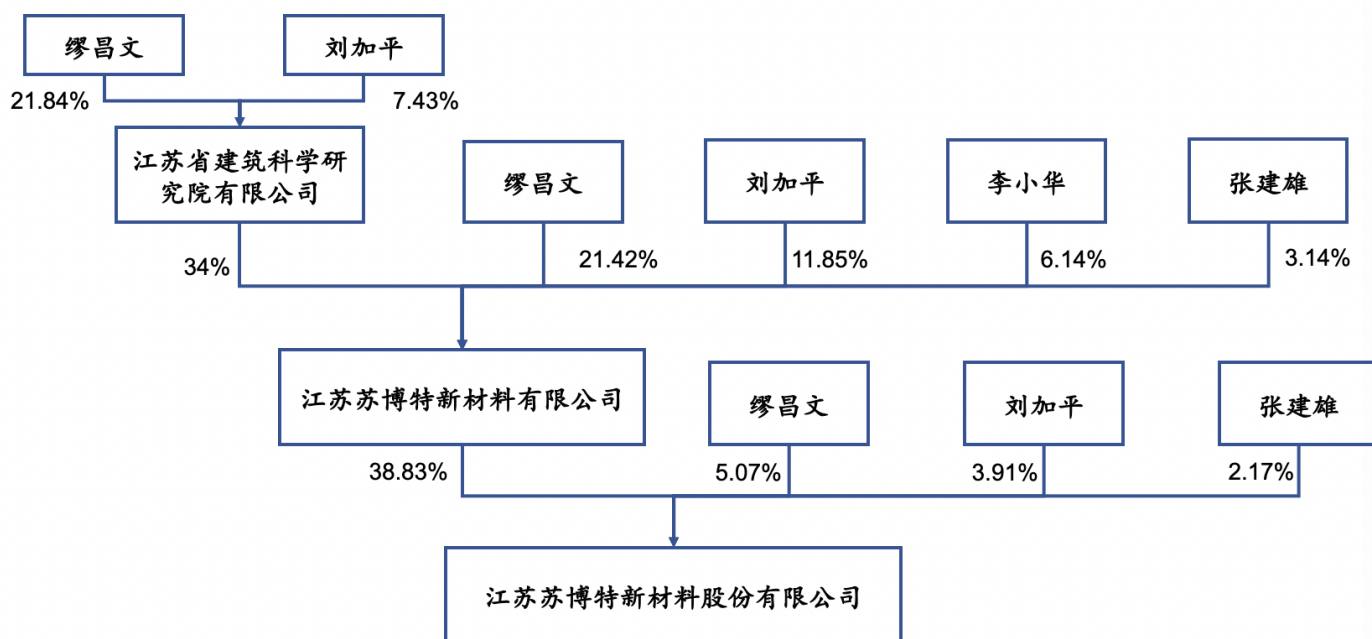 缪昌文
刘加平
21.84%
7.43%
江苏省建筑科学研
究院有限公司
缪昌文
刘加平
李小华
张建雄
34%
21.42%
11.85%
6.14%
3.14%
江苏苏博特新材料有限公司
缪昌文
刘加平
张建雄
38.83%
5.07%
3.91%
2.17%
江苏苏博特新材料股份有限公司